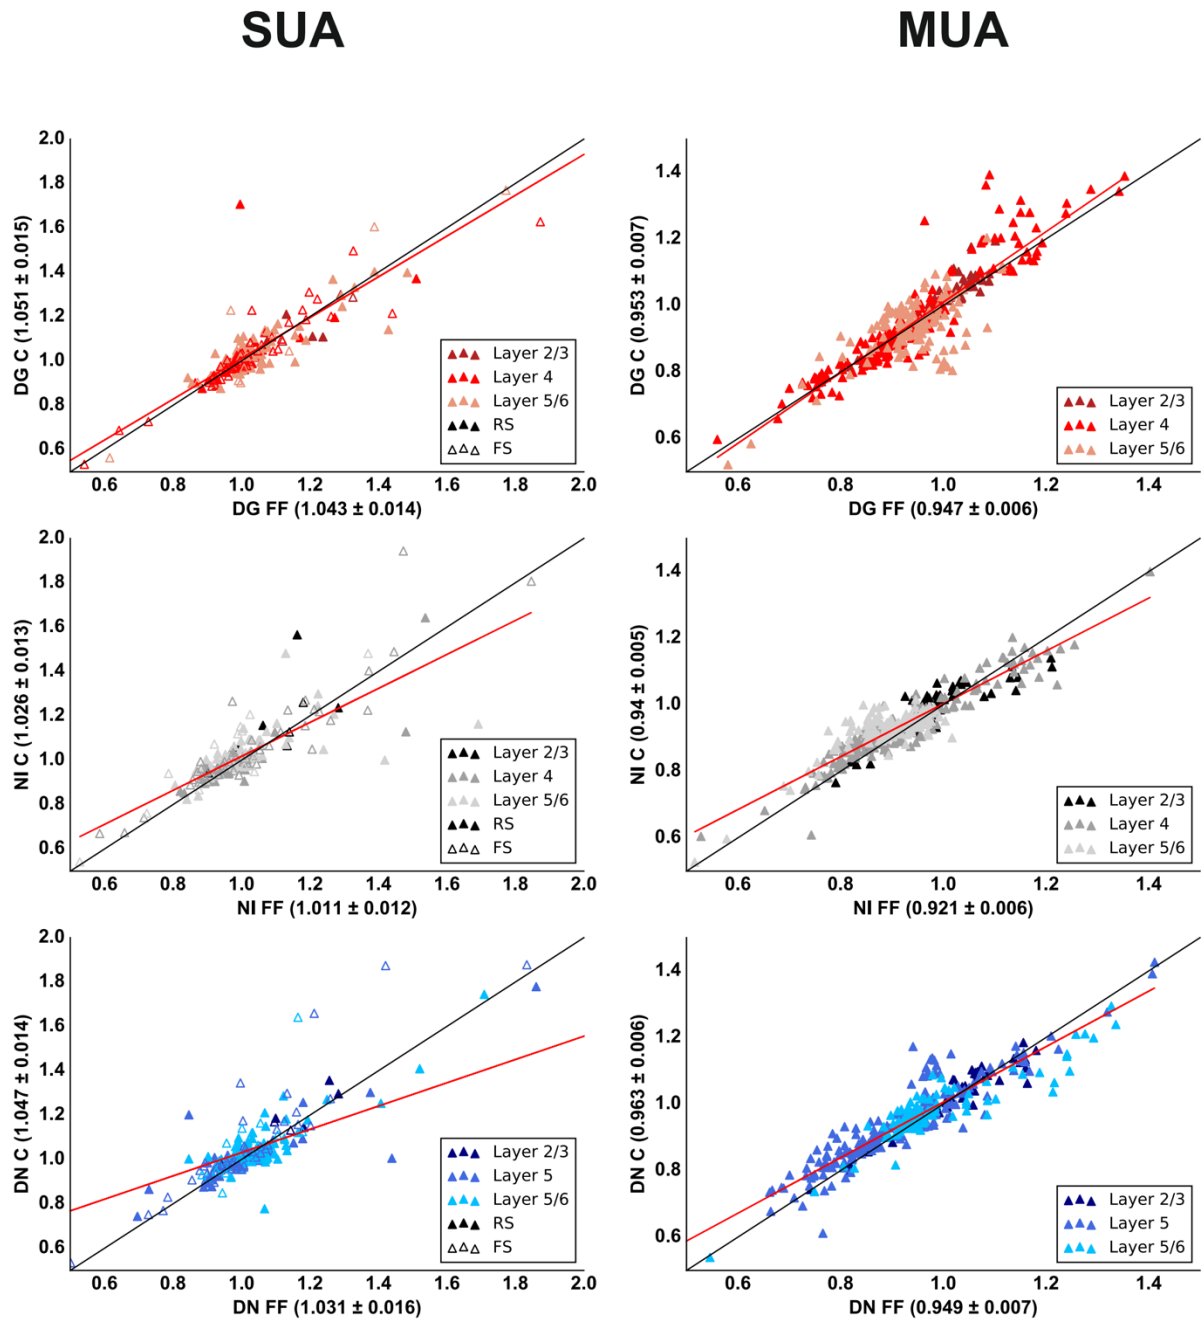 SUA
MUA
2.0
1.8
1.6
1.4
1.2
1.0
0.8
0.6
DG C (1.051 ± 0.015)
Layer 2/3
Layer 4
Layer 5/6
RS
FS
0.6 0.8 1.0 1.2 1.4 1.6 1.8 2.0
DG FF (1.043 ± 0.014)
1.4
1.2
1.0
0.8
0.6
DG C (0.953 ± 0.007)
Layer 2/3
Layer 4
Layer 5/6
0.6 0.8 1.0 1.2 1.4
DG FF (0.947 ± 0.006)
2.0
1.8
1.6
1.4
1.2
1.0
0.8
0.6
NI C (1.026 ± 0.013)
Layer 2/3
Layer 4
Layer 5/6
RS
FS
0.6 0.8 1.0 1.2 1.4 1.6 1.8 2.0
NI FF (1.011 ± 0.012)
1.4
1.2
1.0
0.8
0.6
NI C (0.94 ± 0.005)
Layer 2/3
Layer 4
Layer 5/6
0.6 0.8 1.0 1.2 1.4
NI FF (0.921 ± 0.006)
2.0
1.8
1.6
1.4
1.2
1.0
0.8
0.6
DN C (1.047 ± 0.014)
Layer 2/3
Layer 5
Layer 5/6
RS
FS
0.6 0.8 1.0 1.2 1.4 1.6 1.8 2.0
DN FF (1.031 ± 0.016)
1.4
1.2
1.0
0.8
0.6
DN C (0.963 ± 0.006)
Layer 2/3
Layer 5
Layer 5/6
0.6 0.8 1.0 1.2 1.4
DN FF (0.949 ± 0.007)